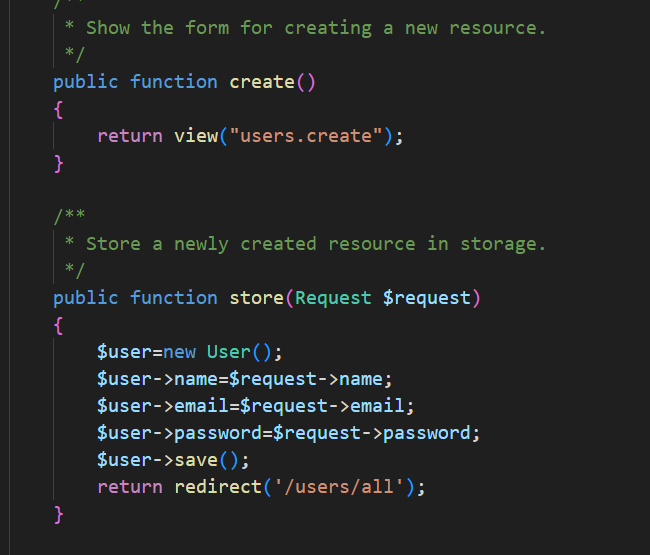 /**
* Show the form for creating a new resource.
*/
public function create()
{
return view("users.create");
}
/**
* Store a newly created resource in storage.
*/
public function store(Request $request)
{
$user=new User();
$user->name=$request->name;
$user->email=$request->email;
$user->password=$request->password;
$user->save();
return redirect('/users/all');
}